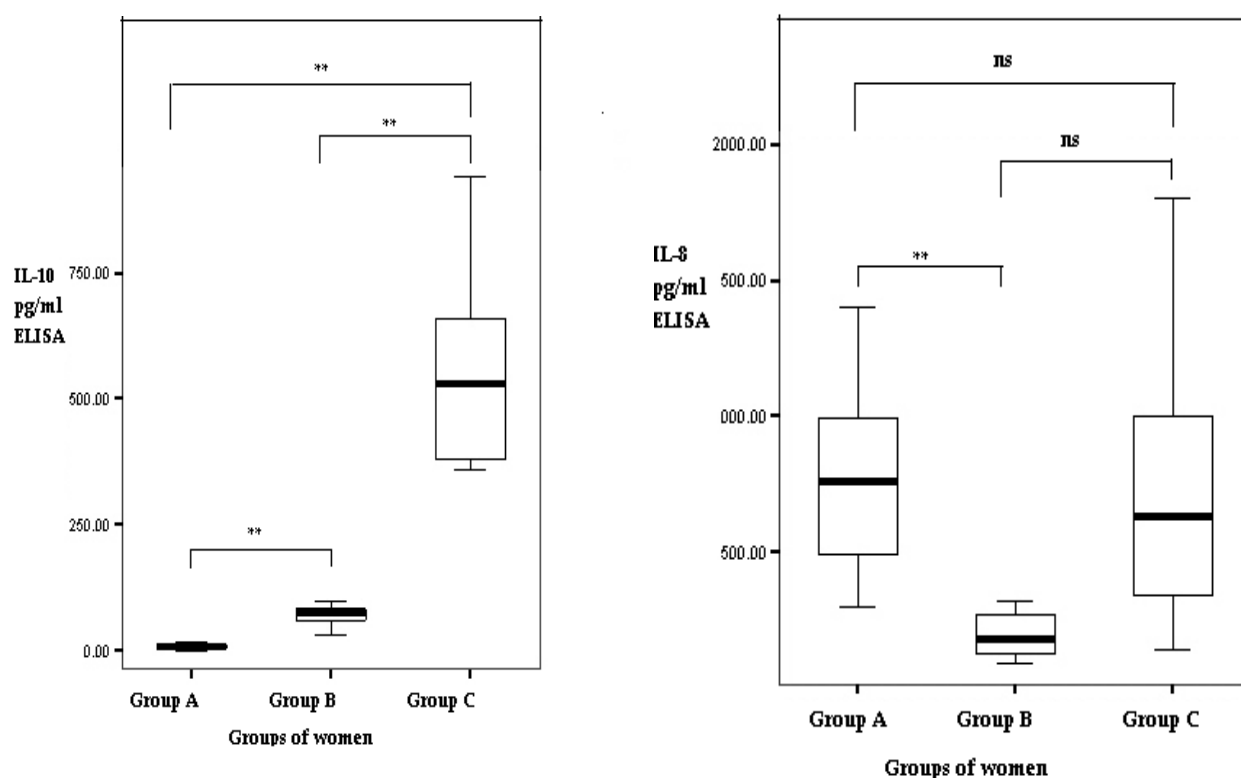 **
**
IL-10
pg/ml
ELISA
750.00
500.00
250.00
0.00
**
Group A Group B Group C
Groups of women
ns
ns
2000.00
IL-8
pg/ml
ELISA
**
500.00
000.00
500.00
Group A Group B Group C
Groups of women